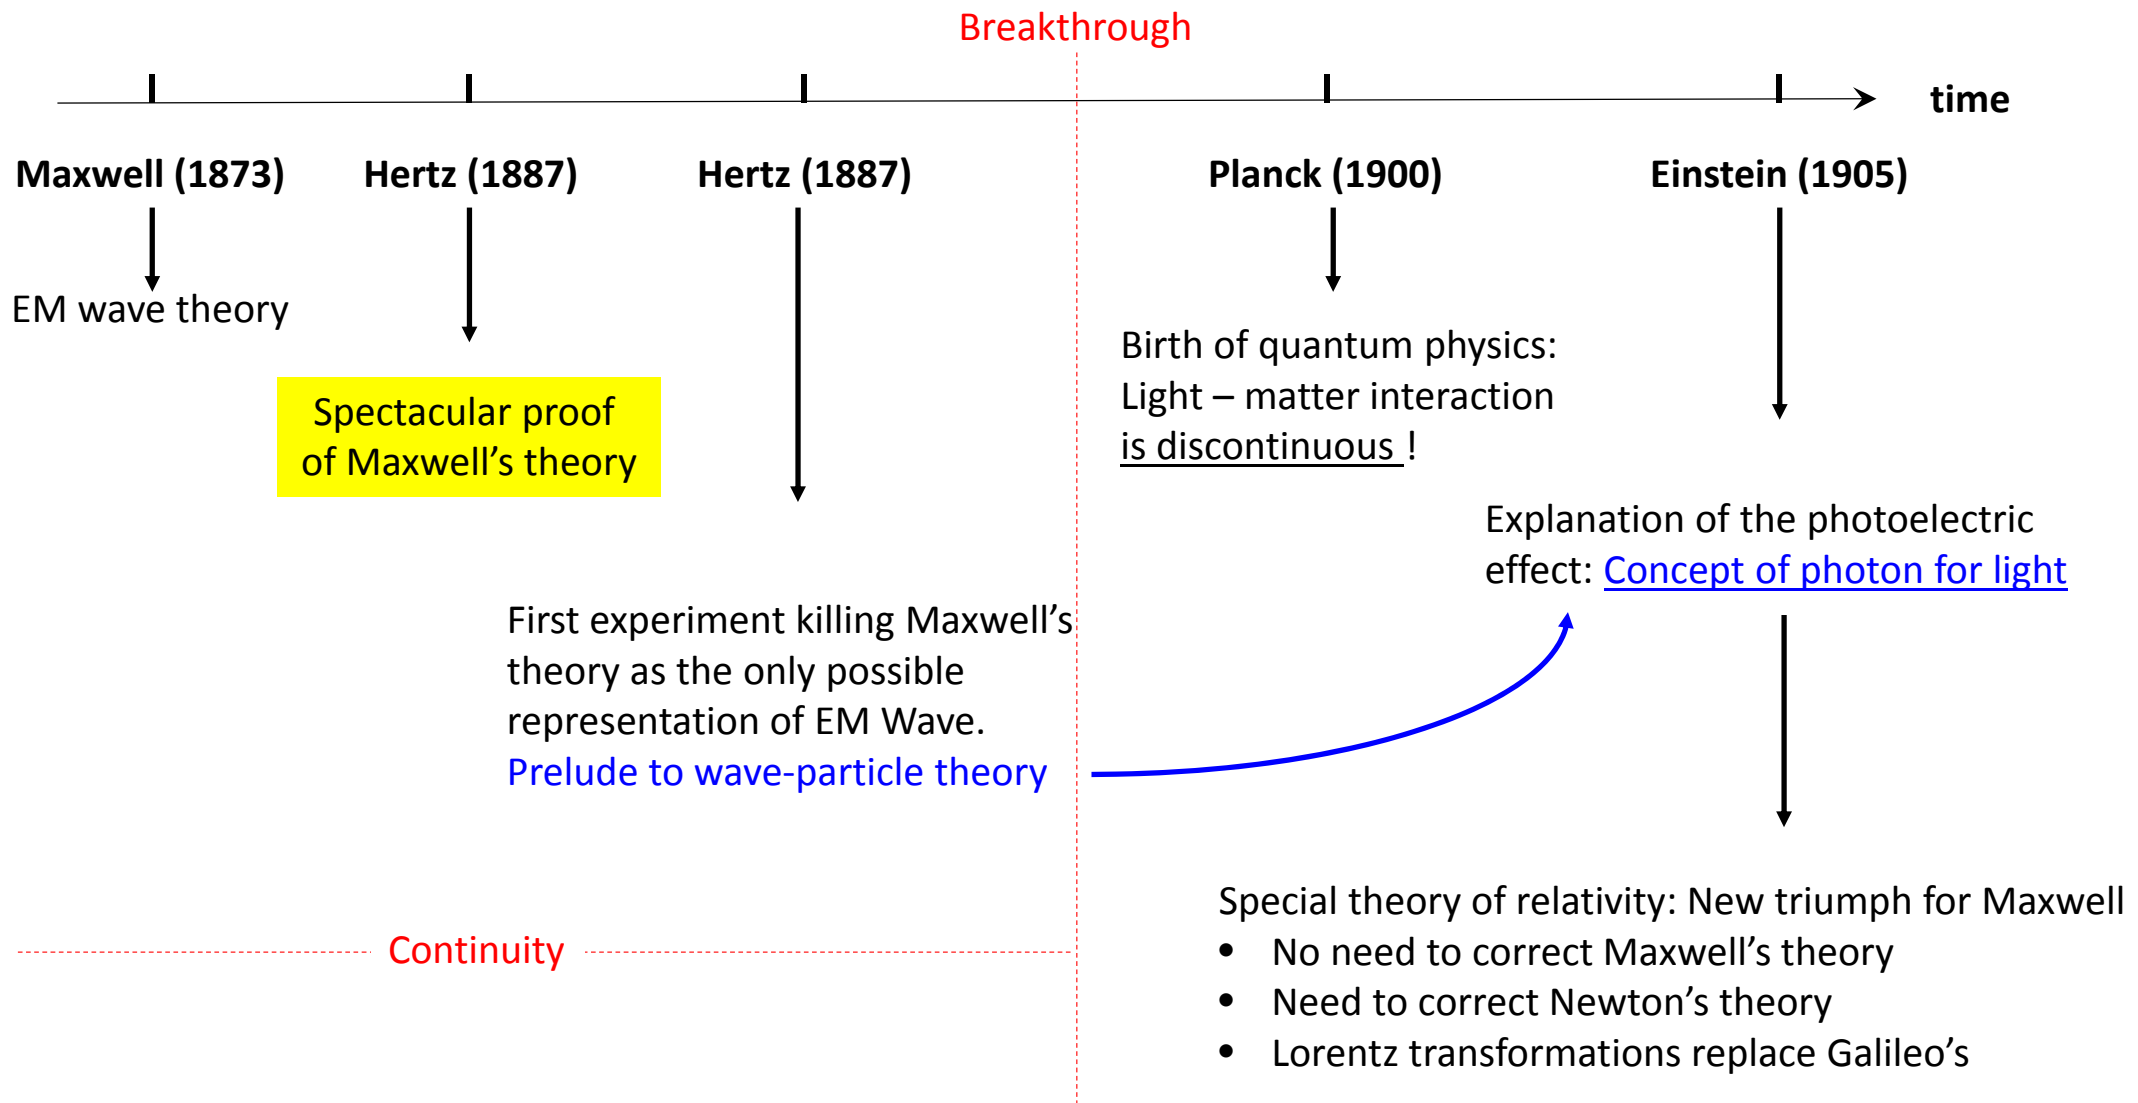 Breakthrough
time
Maxwell (1873)
Hertz (1887)
Hertz (1887)
Planck (1900)
Einstein (1905)
EM wave theory
Spectacular proof
of Maxwell’s theory
First experiment killing Maxwell’s
theory as the only possible
representation of EM Wave.
Prelude to wave-particle theory
Birth of quantum physics:
Light – matter interaction
is discontinuous !
Explanation of the photoelectric
effect: Concept of photon for light
Special theory of relativity: New triumph for Maxwell
• No need to correct Maxwell’s theory
• Need to correct Newton’s theory
• Lorentz transformations replace Galileo’s
Continuity